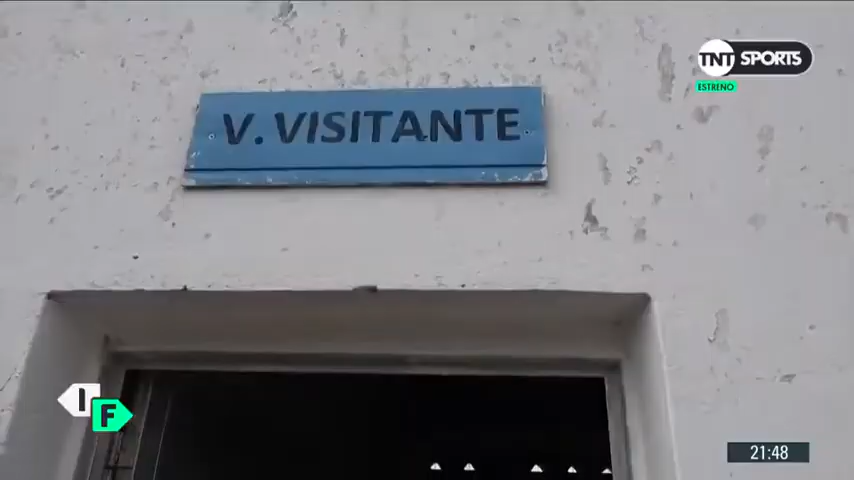 V. VISITANTE
TNT SPORTS
ESTRENO
I
F
21:48